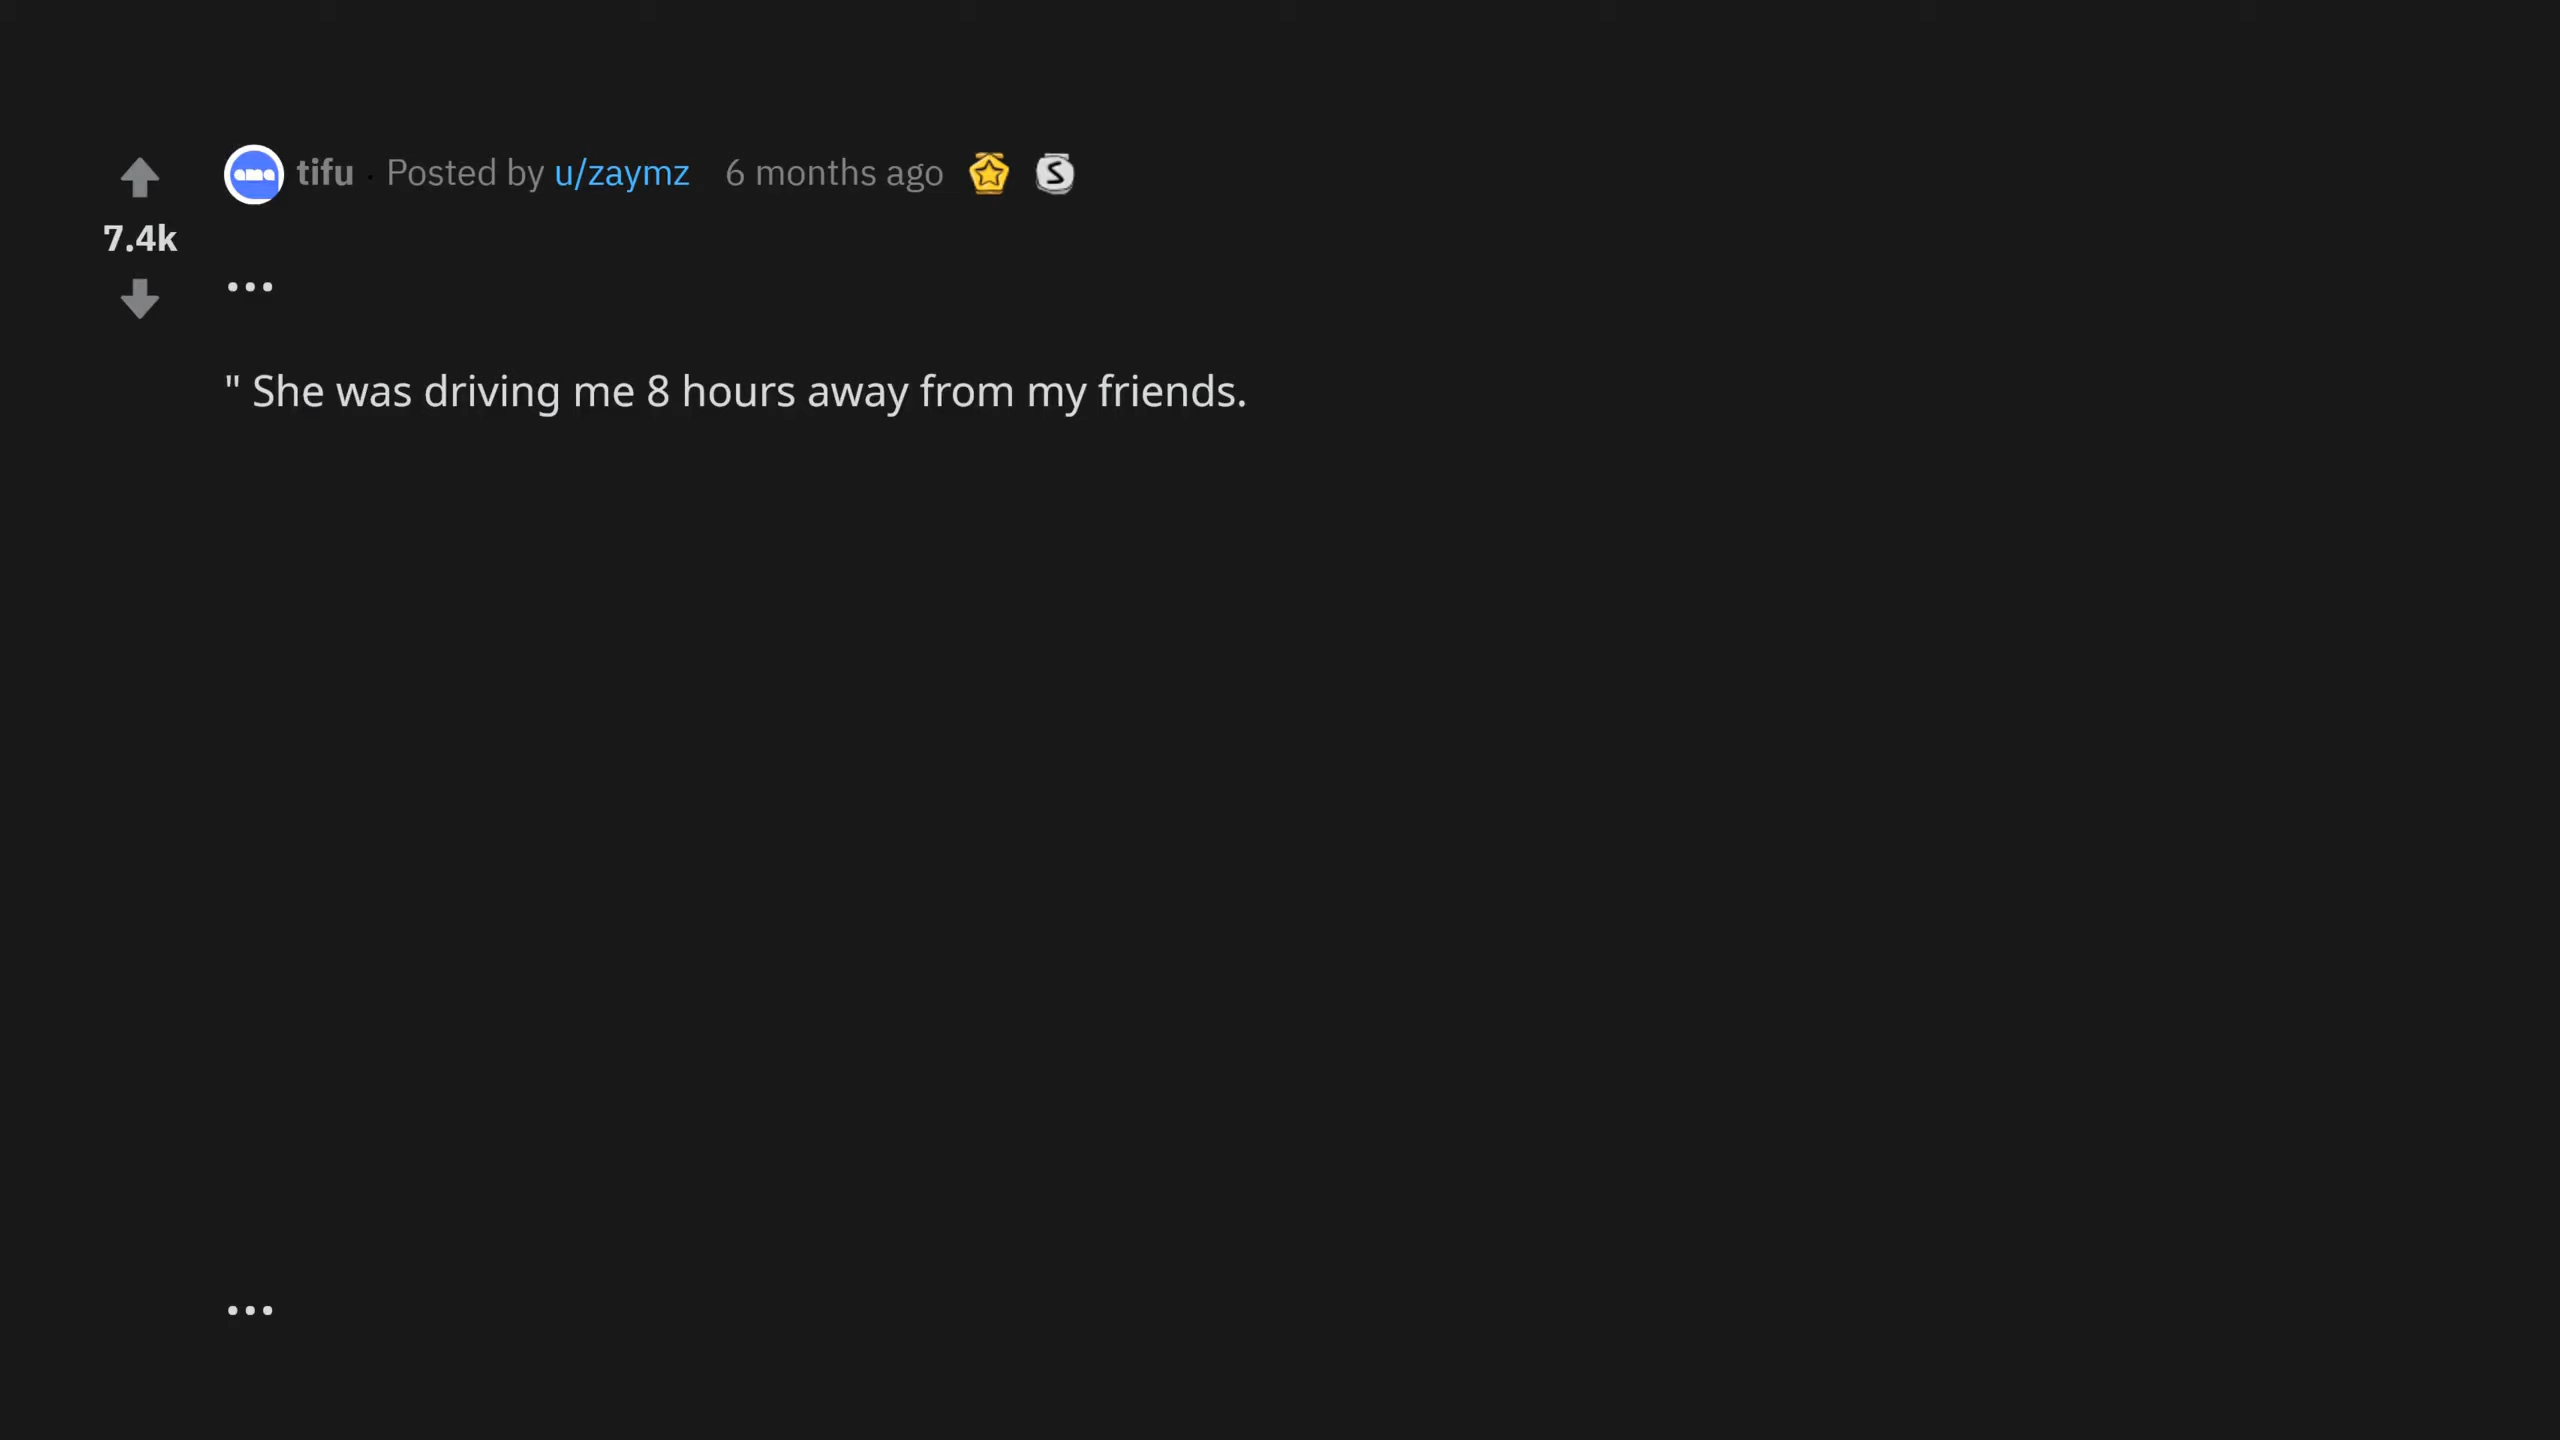 ama tifu · Posted by u/zaymz 6 months ago S
7.4k
...
" She was driving me 8 hours away from my friends.
...